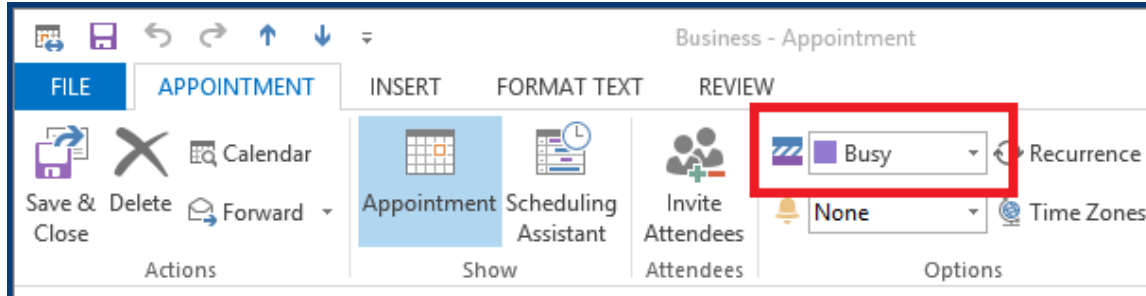 Business - Appointment
FILE APPOINTMENT INSERT FORMAT TEXT REVIEW
Save & Close
Delete
Calendar
Forward
Appointment
Scheduling Assistant
Invite Attendees
Busy
Recurrence
None
Time Zones
Actions Show Attendees Options